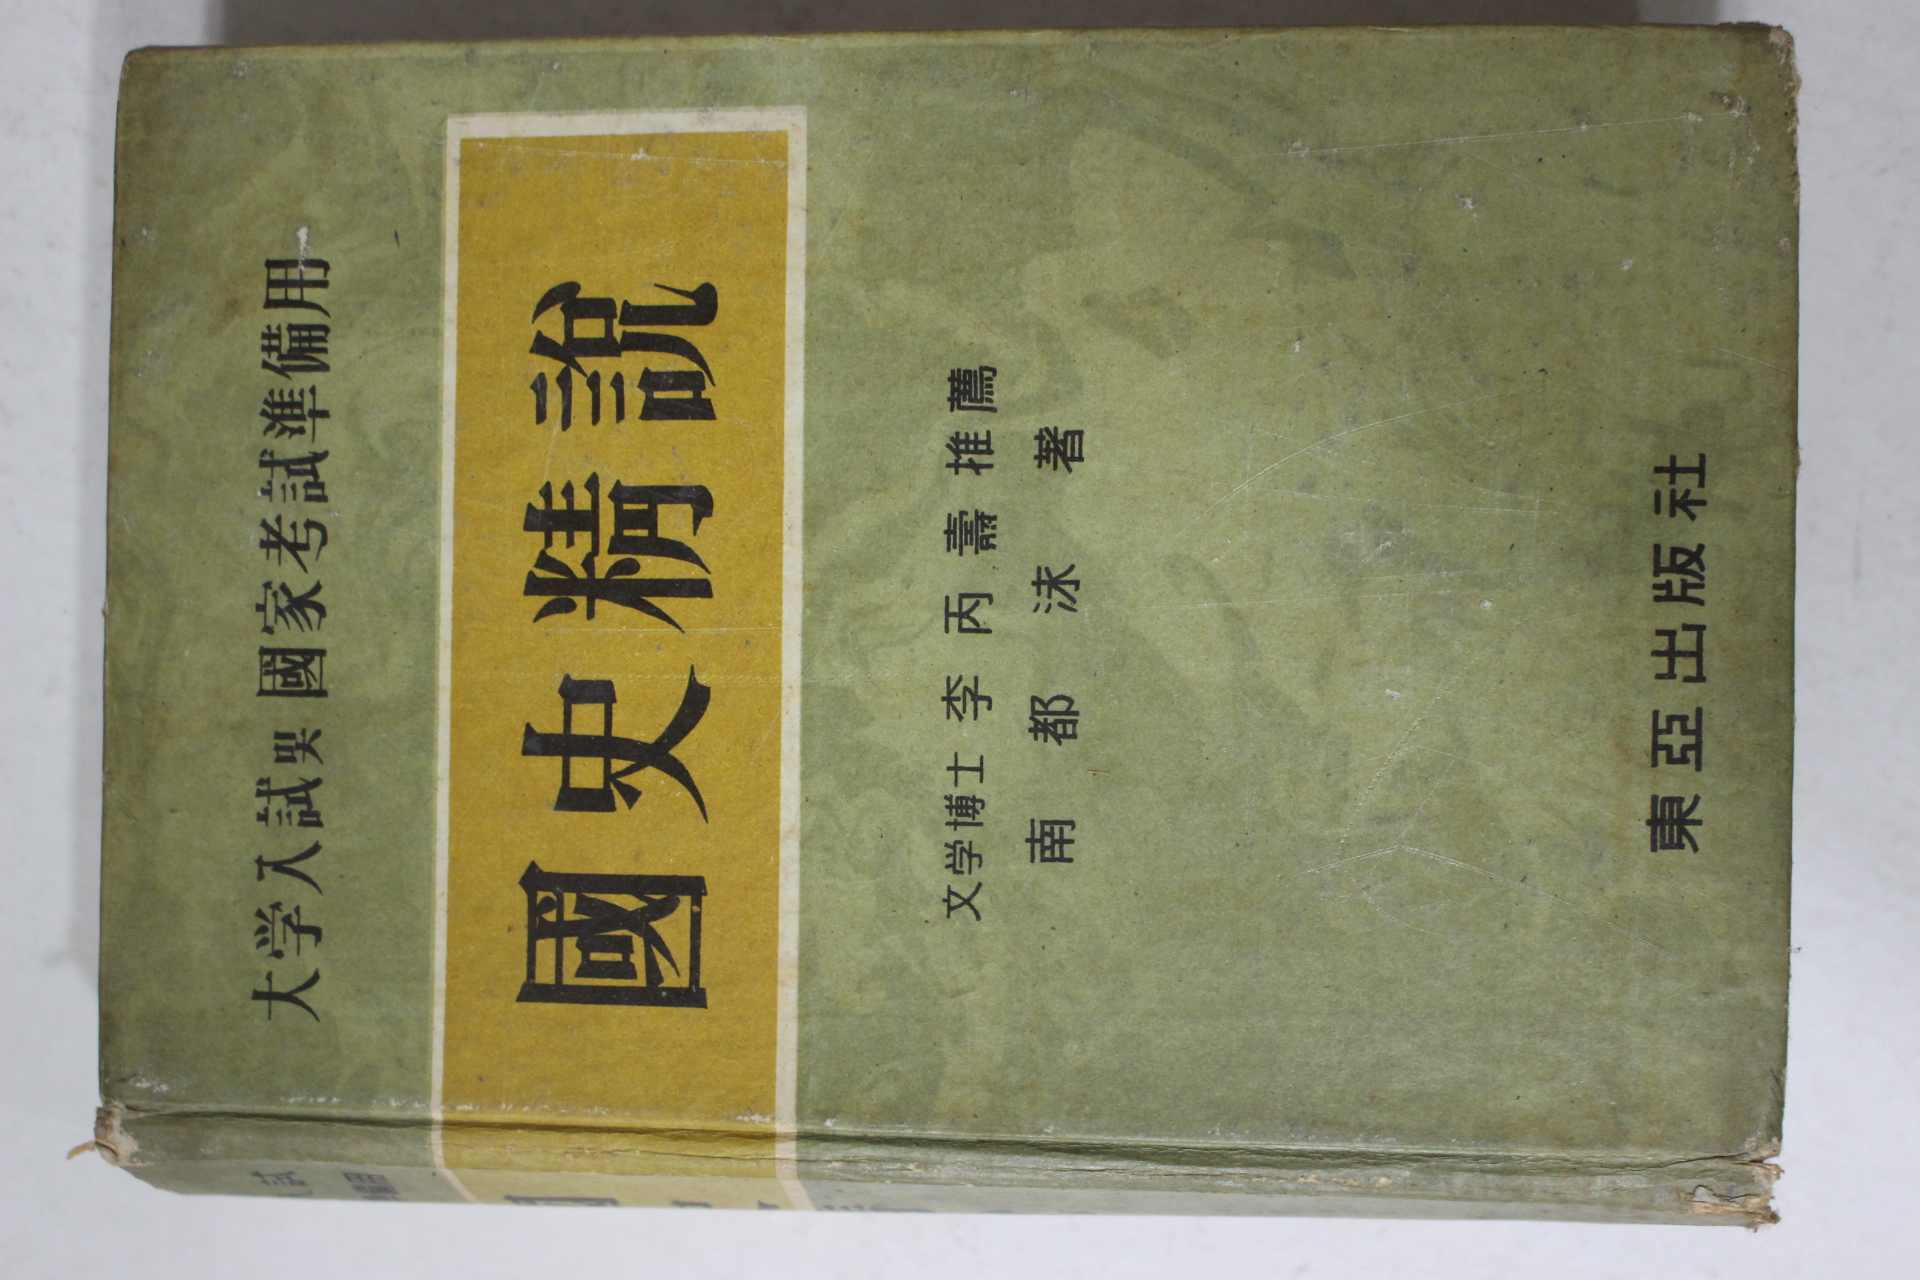 大学入試및 國家考試準備用
國史精說
文学博士 李丙燾 推薦
南都泳 著
東亞出版社